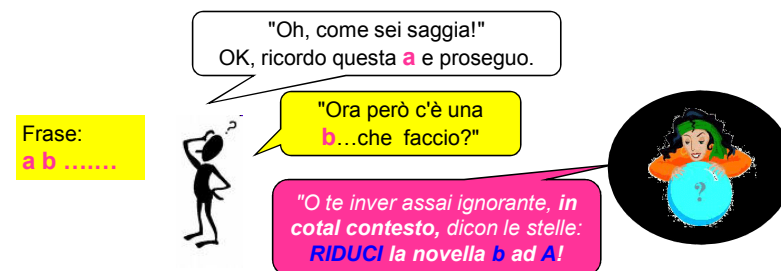 "Oh, come sei saggia!"
OK, ricordo questa a e proseguo.
"Ora però c'è una
b…che faccio?"
Frase:
a b …….
"O te inver assai ignorante, in
cotal contesto, dicon le stelle:
RIDUCI la novella b ad A!
?
?